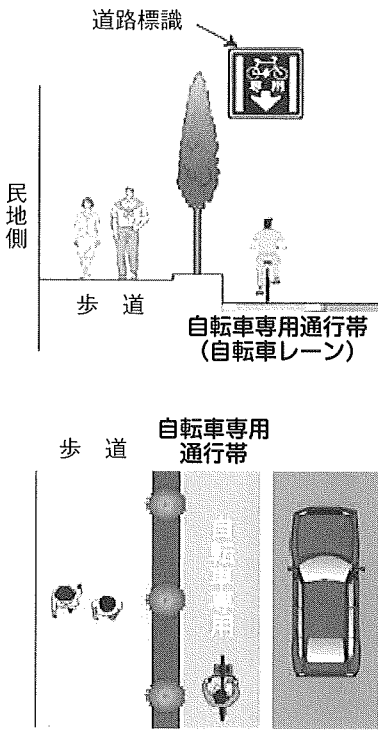 道路標識
専用
民地側
歩道
自転車専用通行帯
（自転車レーン）
歩道
自転車専用
通行帯
自転車専用